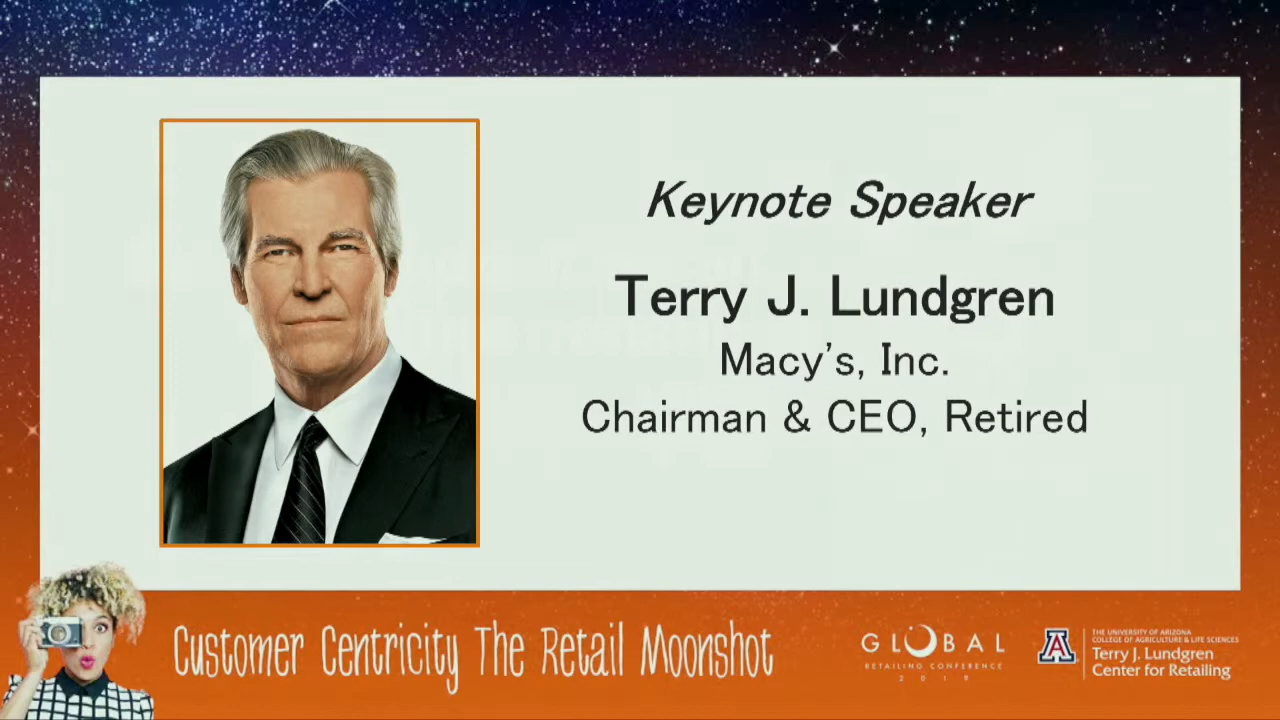 Keynote Speaker
Terry J. Lundgren
Macy's, Inc.
Chairman & CEO, Retired
Customer Centricity The Retail Moonshot
GLOBAL
RETAILING CONFERENCE
2019
A
THE UNIVERSITY OF ARIZONA
COLLEGE OF AGRICULTURE & LIFE SCIENCES
Terry J. Lundgren
Center for Retailing